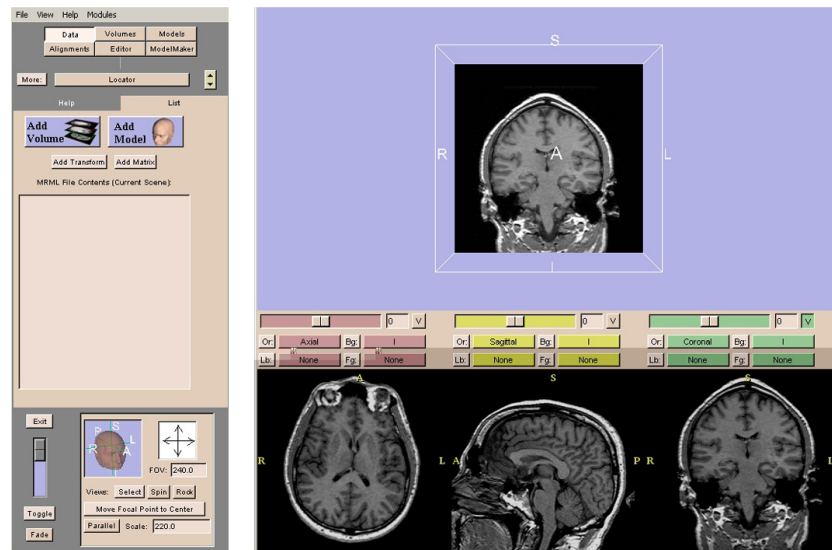 File View Help Modules
Data Volumes Models
Alignments Editor ModelMaker
More: Locator
Help List
Add Volume Add Model
Add Transform Add Matrix
MRML File Contents (Current Scene):
Exit
Toggle
Fade
P S L
R A
FOV: 240.0
Views: Select Spin Rock
Move Focal Point to Center
Parallel Scale: 220.0
S
R A L
I
0 V 0 V 0 V
Or: Axial Bg: I Or: Sagittal Bg: I Or: Coronal Bg: I
Lb: None Fg: None Lb: None Fg: None Lb: None Fg: None
A S S
R L A P R L